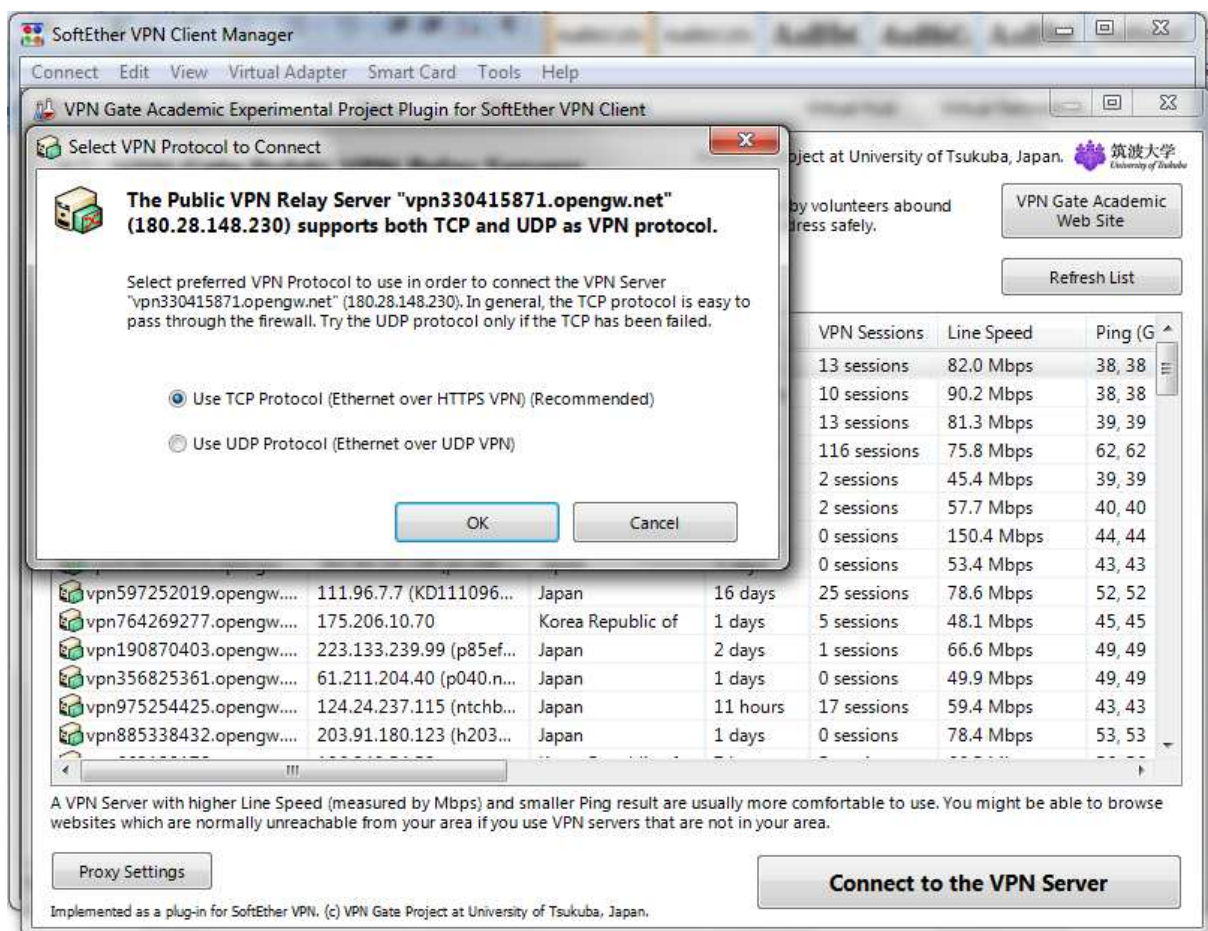 SoftEther VPN Client Manager
Connect Edit View Virtual Adapter Smart Card Tools Help
VPN Gate Academic Experimental Project Plugin for SoftEther VPN Client
Select VPN Protocol to Connect
ject at University of Tsukuba, Japan.
筑波大学
University of Tsukuba
The Public VPN Relay Server "vpn330415871.opengw.net"
(180.28.148.230) supports both TCP and UDP as VPN protocol.
by volunteers abound
dress safely.
VPN Gate Academic
Web Site
Select preferred VPN Protocol to use in order to connect the VPN Server
"vpn330415871.opengw.net" (180.28.148.230). In general, the TCP protocol is easy to
pass through the firewall. Try the UDP protocol only if the TCP has been failed.
Refresh List
Use TCP Protocol (Ethernet over HTTPS VPN) (Recommended)
Use UDP Protocol (Ethernet over UDP VPN)
OK
Cancel
VPN Sessions Line Speed Ping (G
13 sessions 82.0 Mbps 38, 38
10 sessions 90.2 Mbps 38, 38
13 sessions 81.3 Mbps 39, 39
116 sessions 75.8 Mbps 62, 62
2 sessions 45.4 Mbps 39, 39
2 sessions 57.7 Mbps 40, 40
0 sessions 150.4 Mbps 44, 44
0 sessions 53.4 Mbps 43, 43
vpn597252019.opengw.... 111.96.7.7 (KD111096... Japan 16 days 25 sessions 78.6 Mbps 52, 52
vpn764269277.opengw.... 175.206.10.70 Korea Republic of 1 days 5 sessions 48.1 Mbps 45, 45
vpn190870403.opengw.... 223.133.239.99 (p85ef... Japan 2 days 1 sessions 66.6 Mbps 49, 49
vpn356825361.opengw.... 61.211.204.40 (p040.n... Japan 1 days 0 sessions 49.9 Mbps 49, 49
vpn975254425.opengw.... 124.24.237.115 (ntchb... Japan 11 hours 17 sessions 59.4 Mbps 43, 43
vpn885338432.opengw.... 203.91.180.123 (h203... Japan 1 days 0 sessions 78.4 Mbps 53, 53
A VPN Server with higher Line Speed (measured by Mbps) and smaller Ping result are usually more comfortable to use. You might be able to browse
websites which are normally unreachable from your area if you use VPN servers that are not in your area.
Proxy Settings
Connect to the VPN Server
Implemented as a plug-in for SoftEther VPN. (c) VPN Gate Project at University of Tsukuba, Japan.